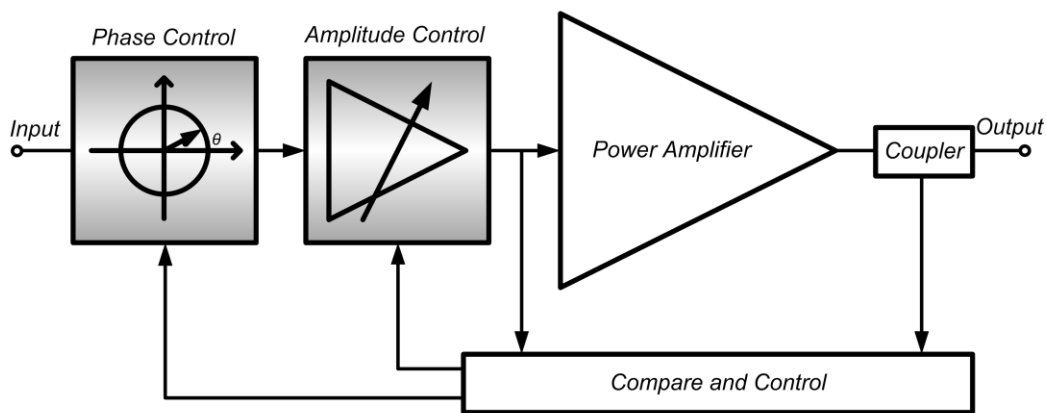 Phase Control
Amplitude Control
Input
θ
Power Amplifier
Coupler
Output
Compare and Control